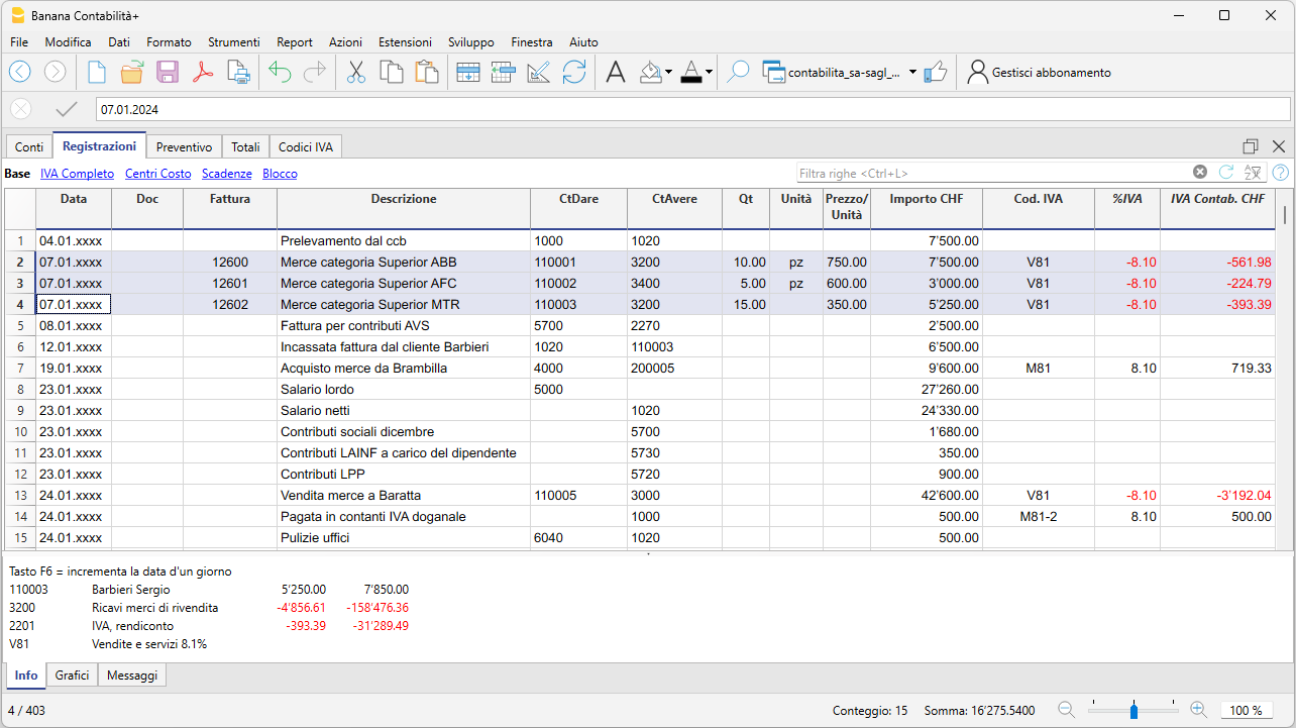 Banana Contabilità+
File Modifica Dati Formato Strumenti Report Azioni Estensioni Sviluppo Finestra Aiuto
contabilita_sa-sagl_... Gestisci abbonamento
07.01.2024
Conti Registrazioni Preventivo Totali Codici IVA
Base IVA Completo Centri Costo Scadenze Blocco Filtra righe <Ctrl+L>
Data Doc Fattura Descrizione CtDare CtAvere Qt Unità Prezzo/ Importo CHF Cod. IVA %IVA IVA Contab. CHF
Unità
1 04.01.xxxx Prelevamento dal ccb 1000 1020 7'500.00
2 07.01.xxxx 12600 Merce categoria Superior ABB 110001 3200 10.00 pz 750.00 7'500.00 V81 -8.10 -561.98
3 07.01.xxxx 12601 Merce categoria Superior AFC 110002 3400 5.00 pz 600.00 3'000.00 V81 -8.10 -224.79
4 07.01.xxxx 12602 Merce categoria Superior MTR 110003 3200 15.00 350.00 5'250.00 V81 -8.10 -393.39
5 08.01.xxxx Fattura per contributi AVS 5700 2270 2'500.00
6 12.01.xxxx Incassata fattura dal cliente Barbieri 1020 110003 6'500.00
7 19.01.xxxx Acquisto merce da Brambilla 4000 200005 9'600.00 M81 8.10 719.33
8 23.01.xxxx Salario lordo 5000 27'260.00
9 23.01.xxxx Salario netti 1020 24'330.00
10 23.01.xxxx Contributi sociali dicembre 5700 1'680.00
11 23.01.xxxx Contributi LAINF a carico del dipendente 5730 350.00
12 23.01.xxxx Contributi LPP 5720 900.00
13 24.01.xxxx Vendita merce a Baratta 110005 3000 42'600.00 V81 -8.10 -3'192.04
14 24.01.xxxx Pagata in contanti IVA doganale 1000 500.00 M81-2 8.10 500.00
15 24.01.xxxx Pulizie uffici 6040 1020 500.00
Tasto F6 = incrementa la data d'un giorno
110003 Barbieri Sergio 5'250.00 7'850.00
3200 Ricavi merci di rivendita -4'856.61 -158'476.36
2201 IVA, rendiconto -393.39 -31'289.49
V81 Vendite e servizi 8.1%
Info Grafici Messaggi
4 / 403 Conteggio: 15 Somma: 16'275.5400 100 %